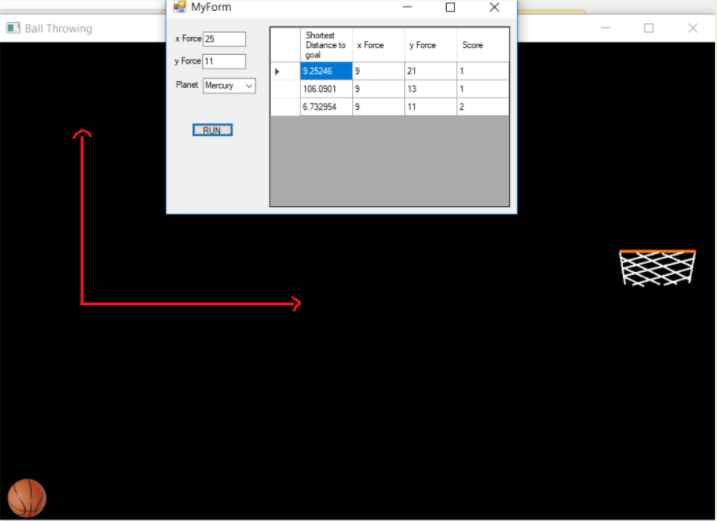 MyForm
Ball Throwing
x Force 25
y Force 11
Planet Mercury
RUN
Shortest Distance to goal x Force y Force Score
9.25246 9 21 1
106.0901 9 13 1
6.732954 9 11 2